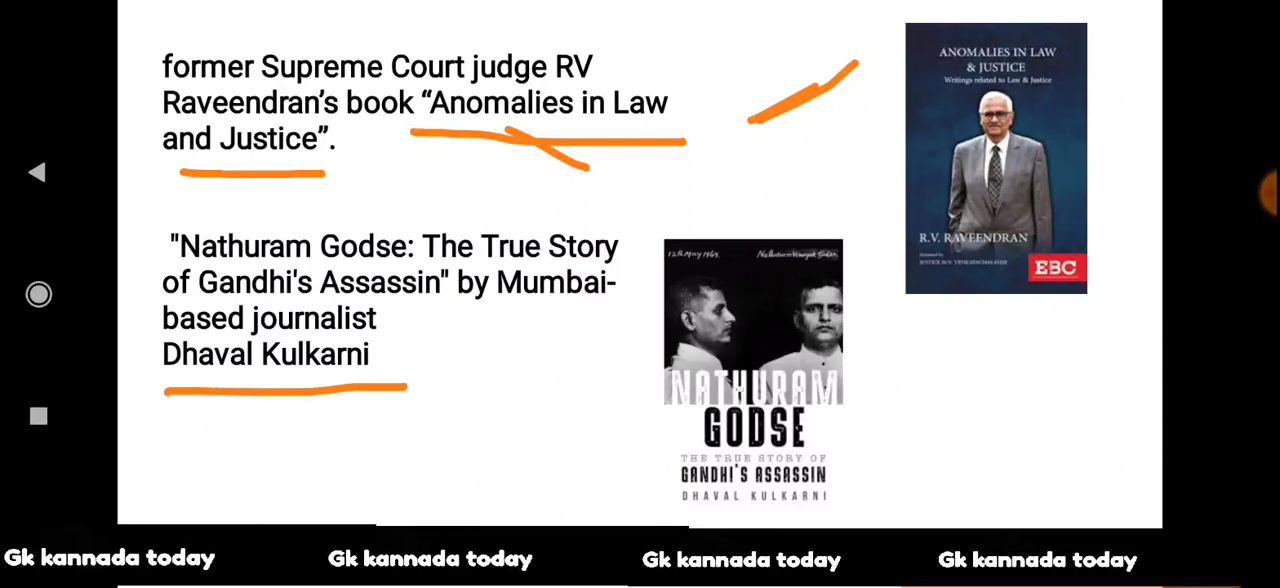 former Supreme Court judge RV
Raveendran's book “Anomalies in Law
and Justice”.
"Nathuram Godse: The True Story
of Gandhi's Assassin" by Mumbai-
based journalist
Dhaval Kulkarni
ANOMALIES IN LAW
& JUSTICE
Writings related to Law & Justice
R.V. RAVEENDRAN
EBC
NATHURAM
GODSE
THE TRUE STORY OF
GANDHI'S ASSASSIN
DHAVAL KULKARNI
Gk kannada today Gk kannada today Gk kannada today Gk kannada today